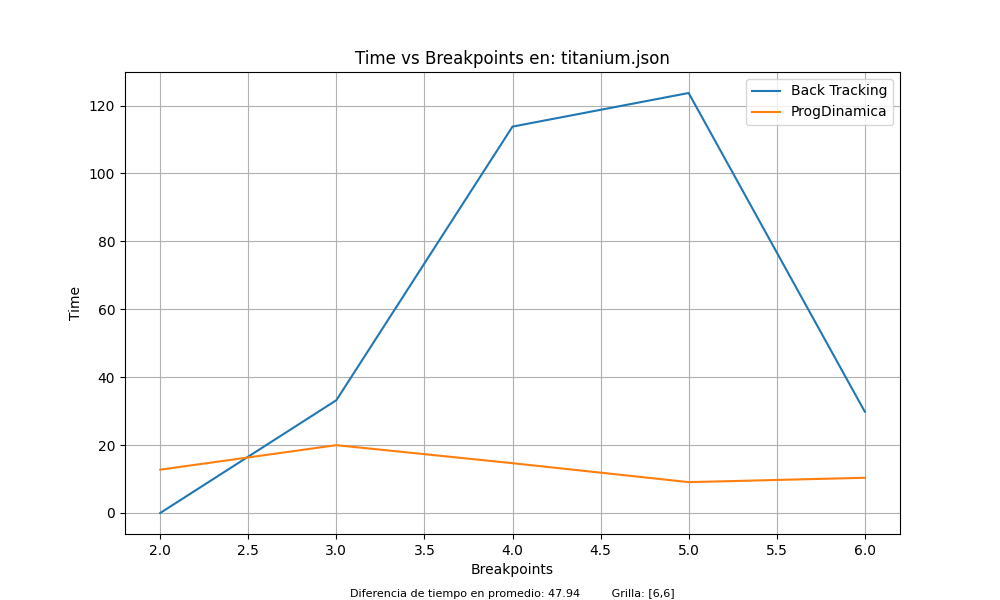 Time vs Breakpoints en: titanium.json
Back Tracking
ProgDinamica
120
100
80
60
40
20
0
Time
2.0 2.5 3.0 3.5 4.0 4.5 5.0 5.5 6.0
Breakpoints
Diferencia de tiempo en promedio: 47.94 Grilla: [6,6]